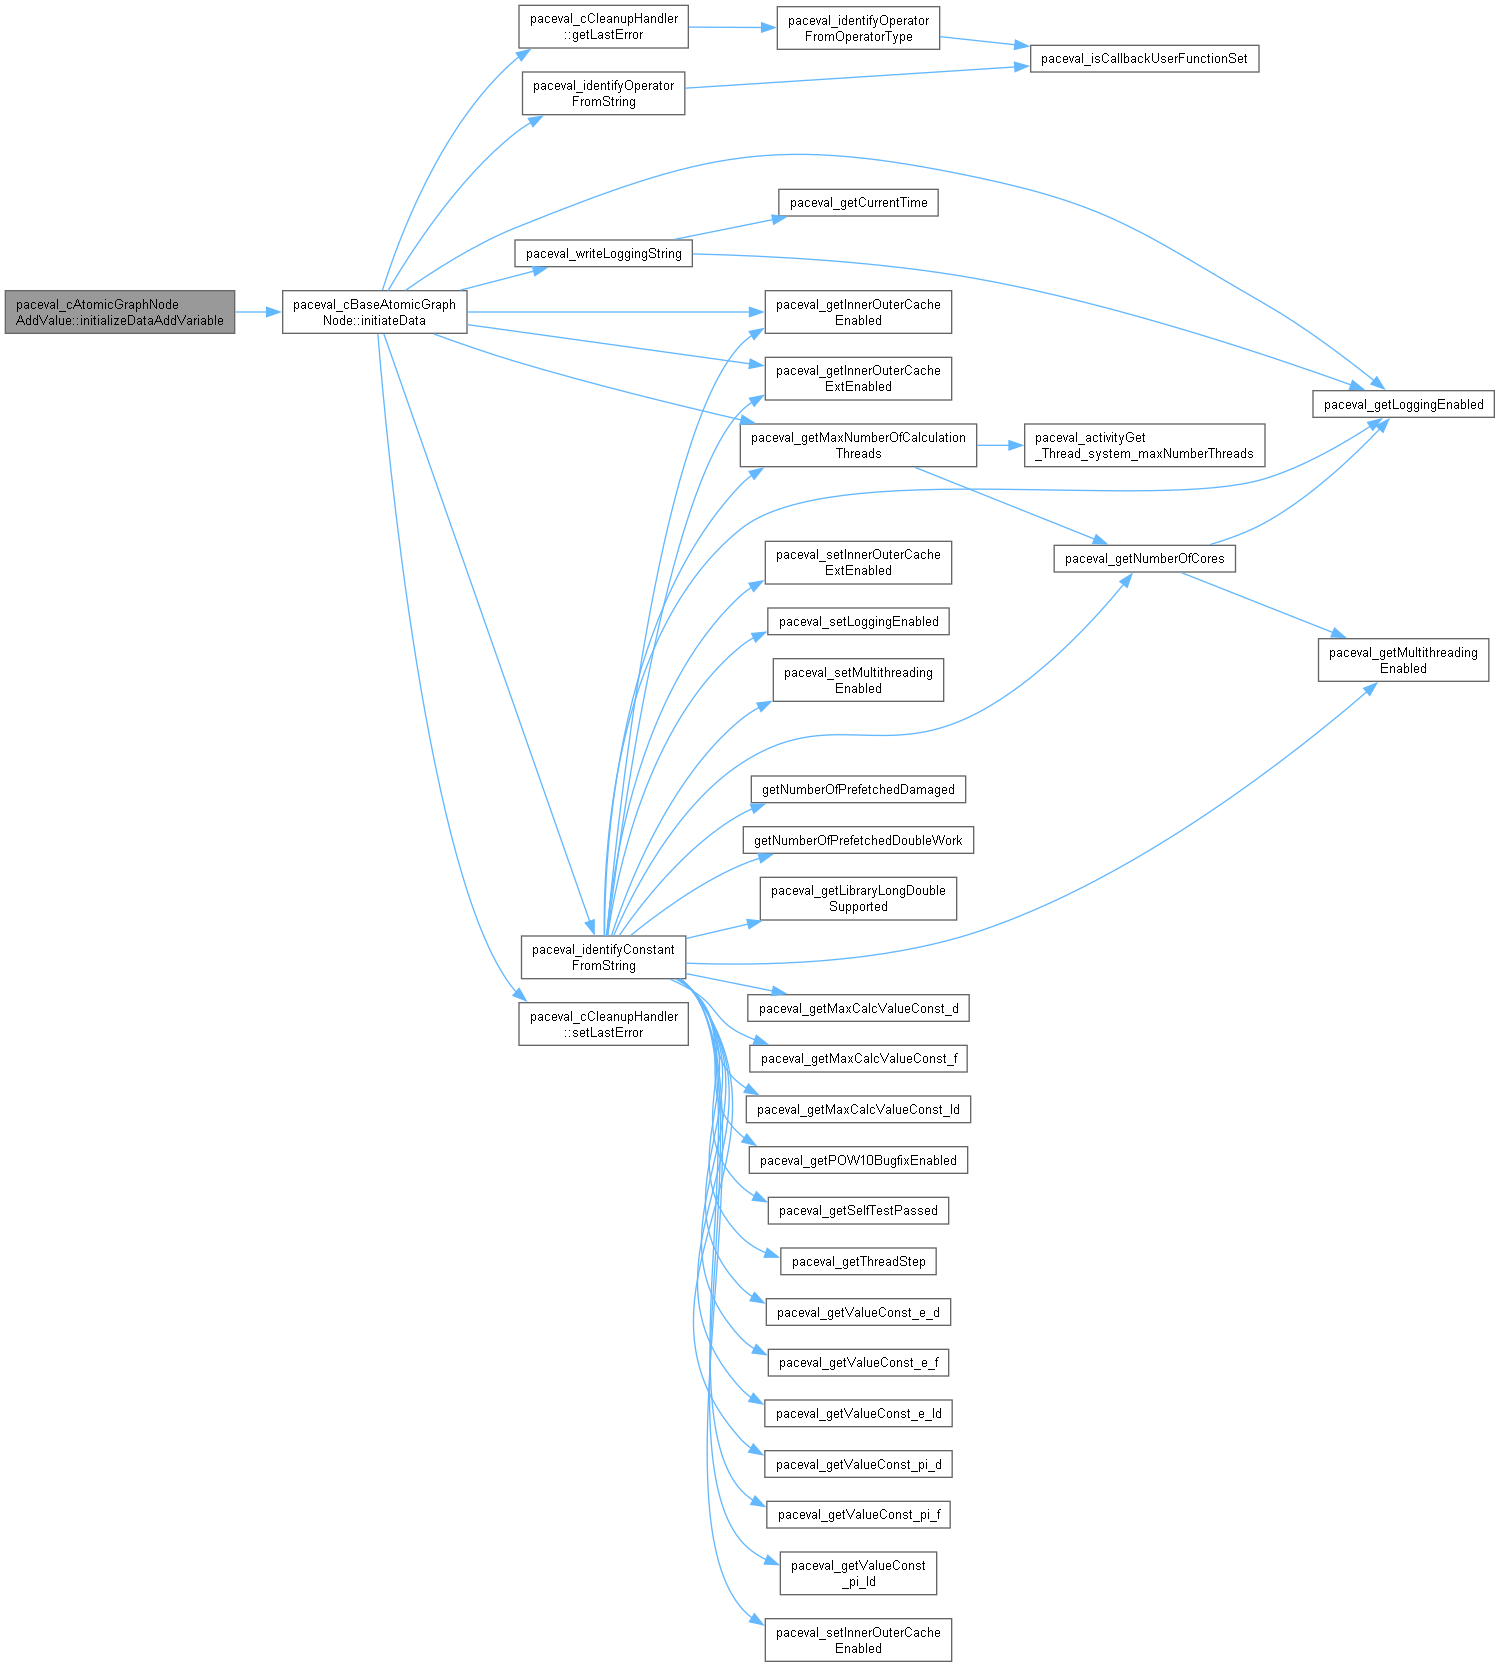 paceval_cCleanupHandler
::getLastError
paceval_identifyOperator
FromOperatorType
paceval_isCallbackUserFunctionSet
paceval_identifyOperator
FromString
paceval_getCurrentTime
paceval_writeLoggingString
paceval_cAtomicGraphNode
AddValue::initializeDataAddVariable
paceval_cBaseAtomicGraph
Node::initiateData
paceval_getInnerOuterCache
Enabled
paceval_getInnerOuterCache
ExtEnabled
paceval_getLoggingEnabled
paceval_getMaxNumberOfCalculation
Threads
paceval_activityGet
_Thread_system_maxNumberThreads
paceval_setInnerOuterCache
ExtEnabled
paceval_getNumberOfCores
paceval_setLoggingEnabled
paceval_getMultithreading
Enabled
paceval_setMultithreading
Enabled
getNumberOfPrefetchedDamaged
getNumberOfPrefetchedDoubleWork
paceval_getLibraryLongDouble
Supported
paceval_identifyConstant
FromString
paceval_cCleanupHandler
::setLastError
paceval_getMaxCalcValueConst_d
paceval_getMaxCalcValueConst_f
paceval_getMaxCalcValueConst_ld
paceval_getPOW10BugfixEnabled
paceval_getSelfTestPassed
paceval_getThreadStep
paceval_getValueConst_e_d
paceval_getValueConst_e_f
paceval_getValueConst_e_ld
paceval_getValueConst_pi_d
paceval_getValueConst_pi_f
paceval_getValueConst
_pi_ld
paceval_setInnerOuterCache
Enabled